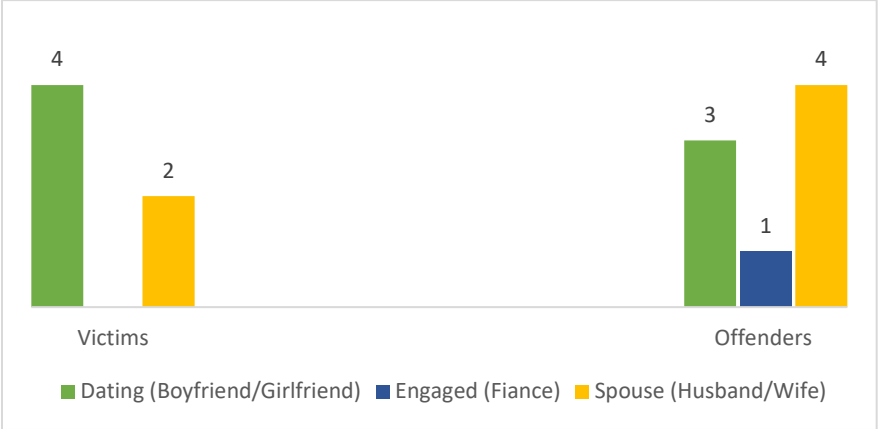 4
4
3
2
1
Victims
Offenders
Dating (Boyfriend/Girlfriend)
Engaged (Fiance)
Spouse (Husband/Wife)